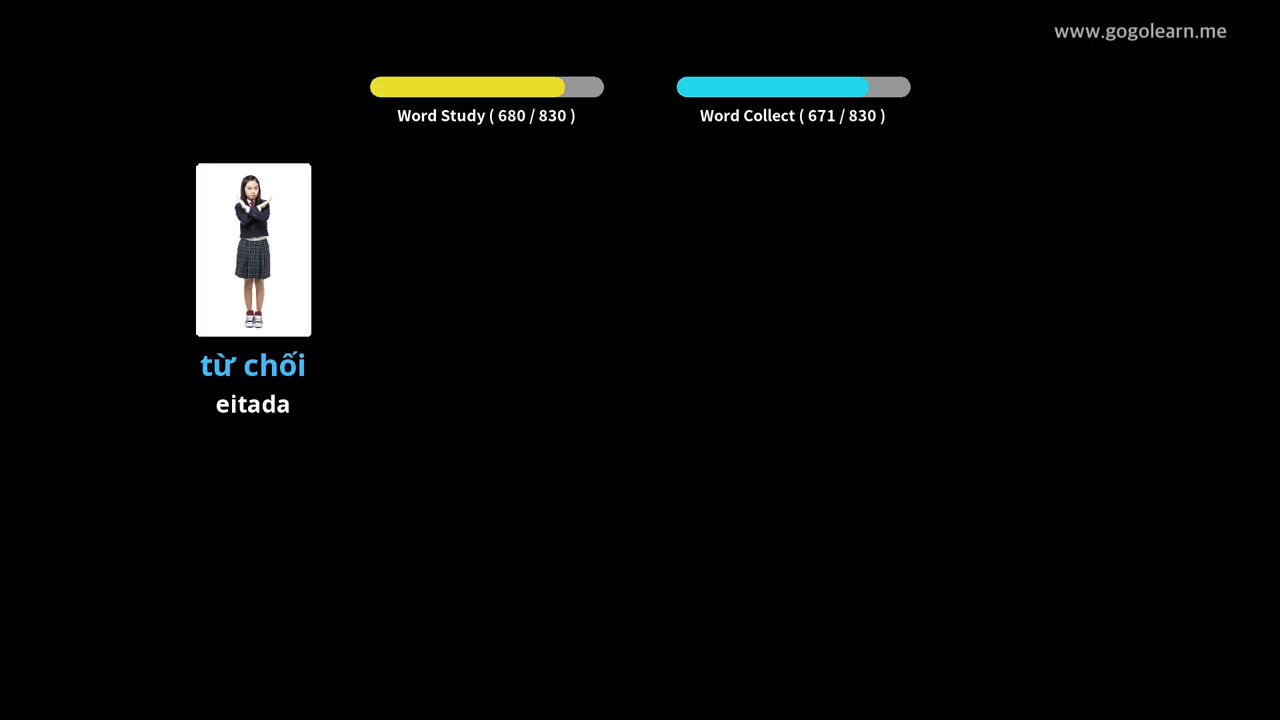 www.gogolearn.me
Word Study ( 680 / 830 )
Word Collect ( 671 / 830 )
từ chối
eitada